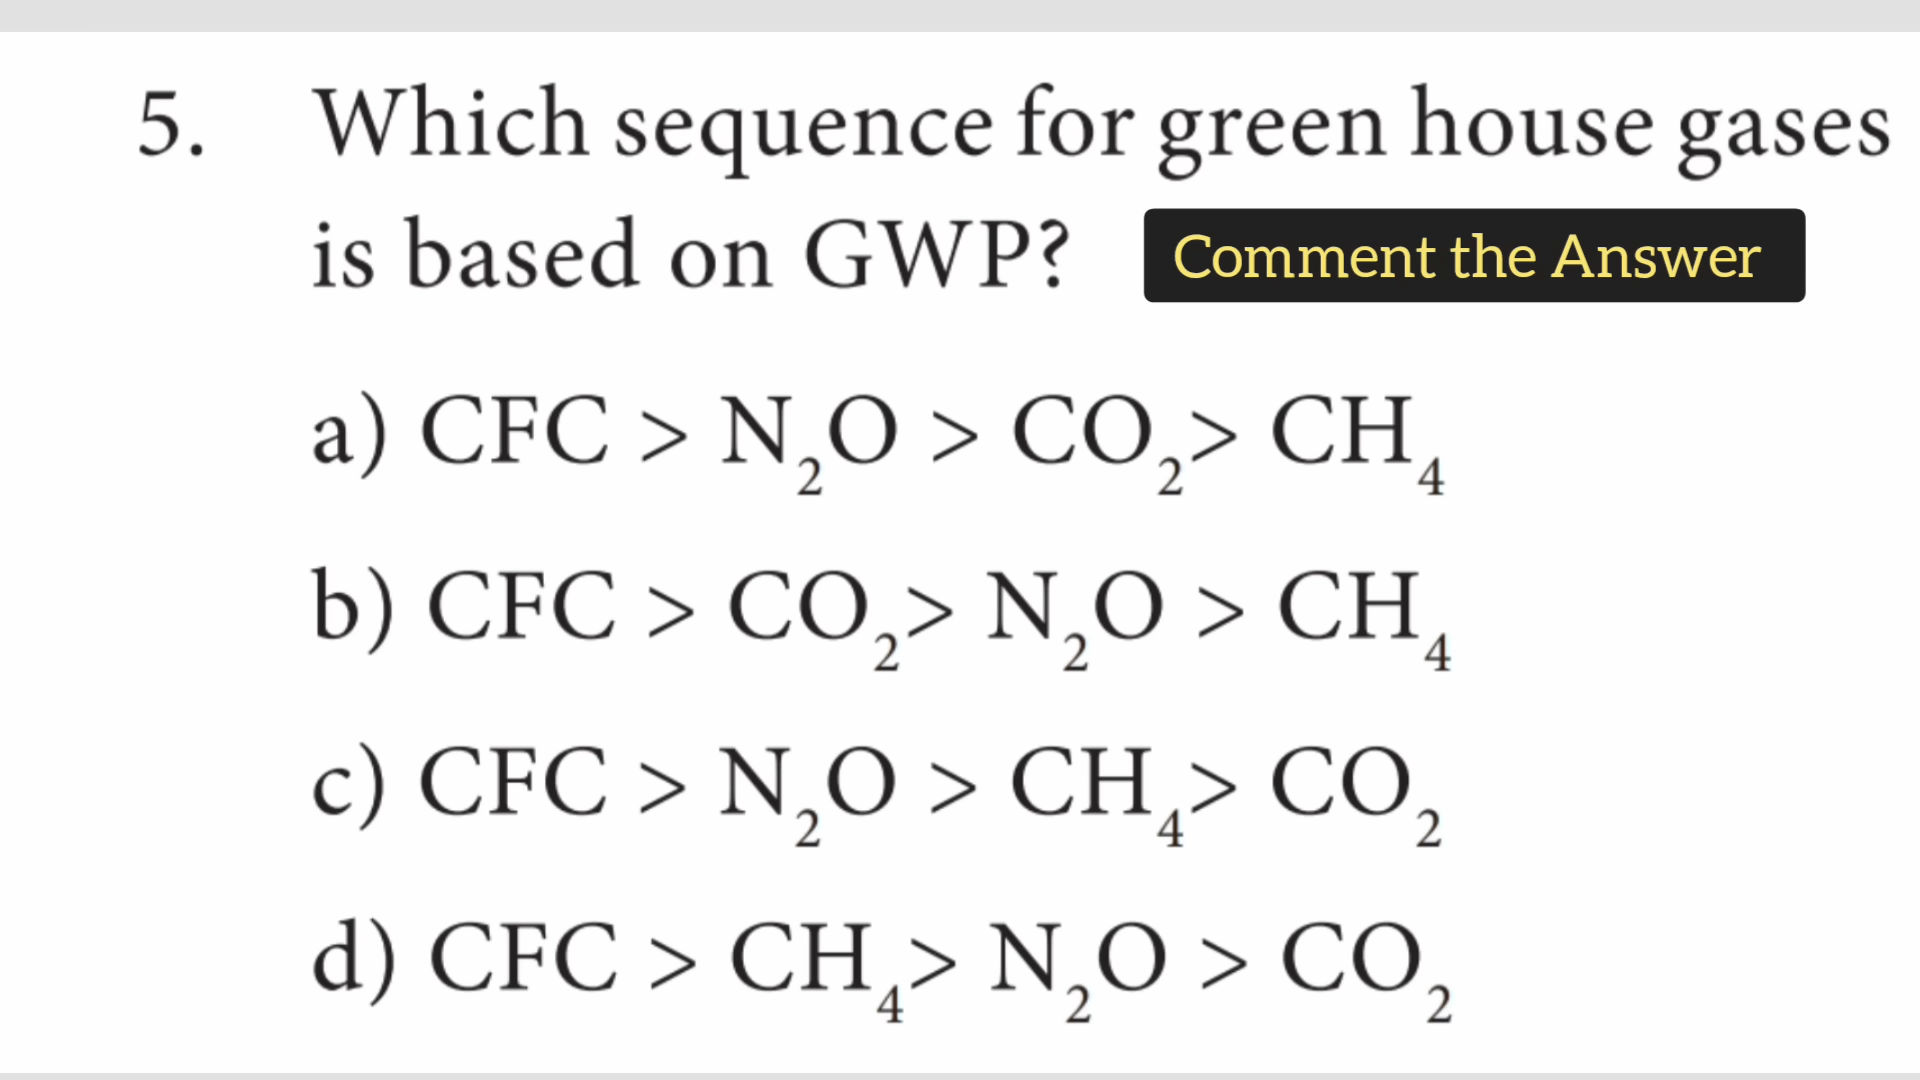 5. Which sequence for green house gases
is based on GWP? Comment the Answer
a) CFC > N₂O > CO₂> CH₄
b) CFC > CO₂> N₂O > CH₄
c) CFC > N₂O > CH₄> CO₂
d) CFC > CH₄> N₂O > CO₂